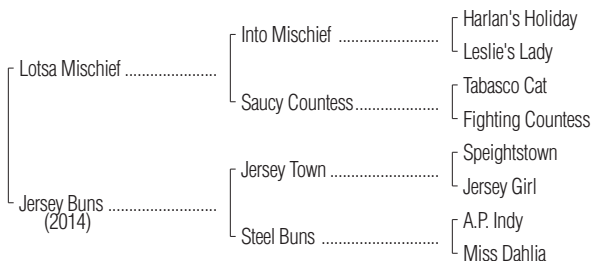 Harlan's Holiday
Into Mischief ........................
Leslie's Lady
Lotsa Mischief ......................
Tabasco Cat
Saucy Countess....................
Fighting Countess
Speightstown
Jersey Town ..........................
Jersey Girl
Jersey Buns ..........................
(2014)
A.P. Indy
Steel Buns ............................
Miss Dahlia